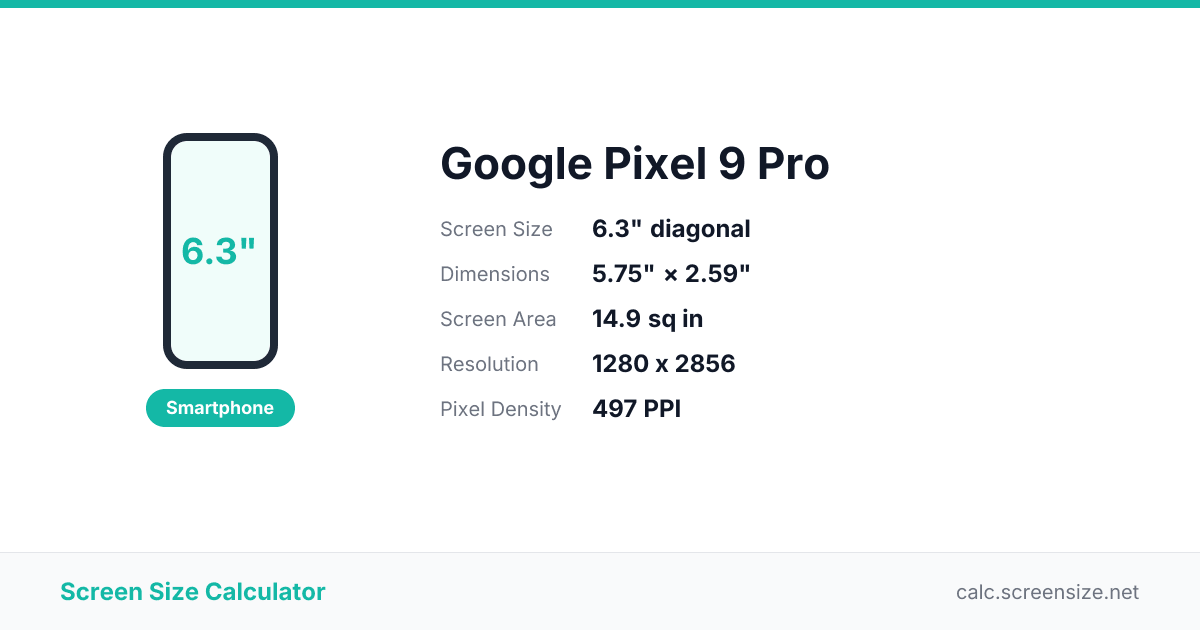 6.3"
Smartphone
Google Pixel 9 Pro
Screen Size 6.3" diagonal
Dimensions 5.75" × 2.59"
Screen Area 14.9 sq in
Resolution 1280 x 2856
Pixel Density 497 PPI
Screen Size Calculator
calc.screensize.net